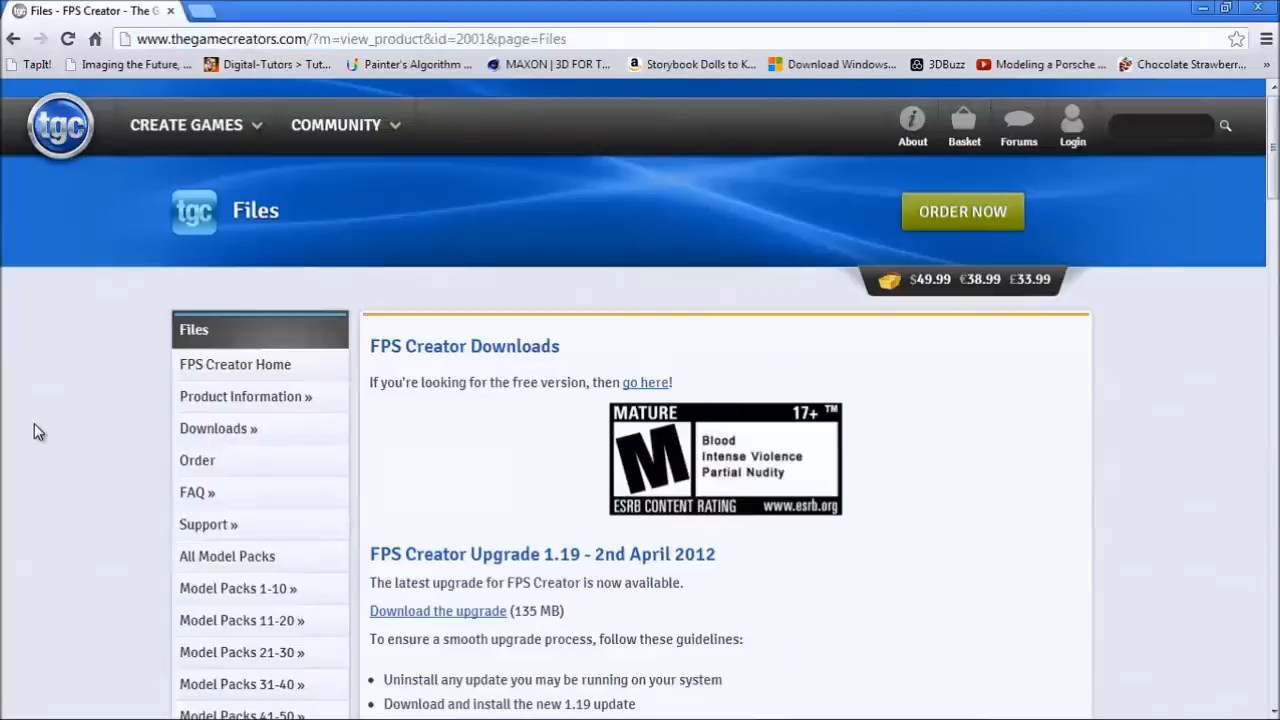 Files - FPS Creator - The G
www.thegamecreators.com/?m=view_product&id=2001&page=Files
TapIt! Imaging the Future, ... Digital-Tutors > Tut... Painter's Algorithm ... MAXON | 3D FOR T... Storybook Dolls to K... Download Windows... 3DBuzz Modeling a Porsche ... Chocolate Strawberr... »
tgc CREATE GAMES COMMUNITY About Basket Forums Login
tgc Files ORDER NOW
$49.99 €38.99 £33.99
Files
FPS Creator Home
Product Information »
Downloads »
Order
FAQ »
Support »
All Model Packs
Model Packs 1-10 »
Model Packs 11-20 »
Model Packs 21-30 »
Model Packs 31-40 »
Model Packs 41-50 »
FPS Creator Downloads
If you're looking for the free version, then go here!
MATURE 17+ ™
M
Blood
Intense Violence
Partial Nudity
ESRB CONTENT RATING www.esrb.org
FPS Creator Upgrade 1.19 - 2nd April 2012
The latest upgrade for FPS Creator is now available.
Download the upgrade (135 MB)
To ensure a smooth upgrade process, follow these guidelines:
• Uninstall any update you may be running on your system
• Download and install the new 1.19 update